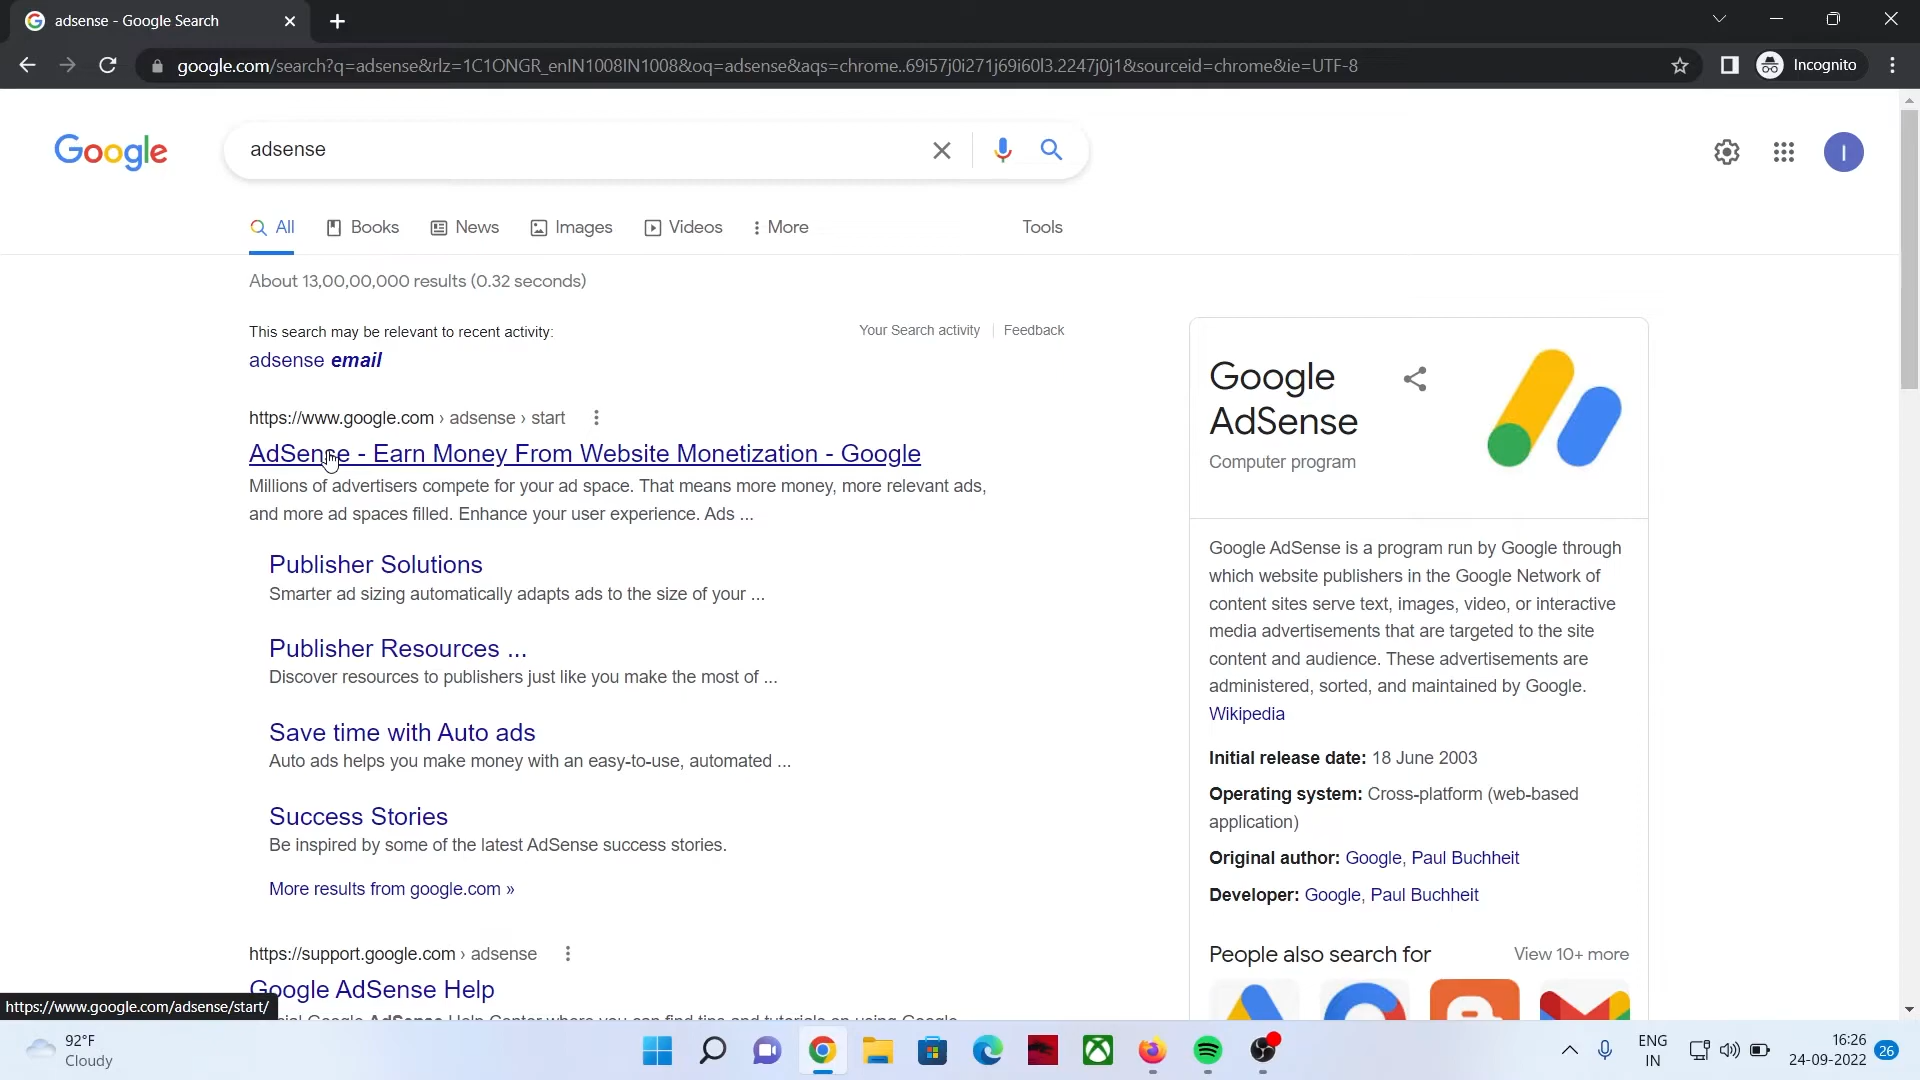 adsense - Google Search
google.com/search?q=adsense&rlz=1C1ONGR_enIN1008IN1008&oq=adsense&aqs=chrome..69i57j0i271j69i60l3.2247j0j1&sourceid=chrome&ie=UTF-8
Incognito
Google
adsense
I
All
Books
News
Images
Videos
More
Tools
About 13,00,00,000 results (0.32 seconds)
This search may be relevant to recent activity:
Your Search activity
Feedback
adsense email
https://www.google.com › adsense › start
AdSense - Earn Money From Website Monetization - Google
Millions of advertisers compete for your ad space. That means more money, more relevant ads,
and more ad spaces filled. Enhance your user experience. Ads ...
Publisher Solutions
Smarter ad sizing automatically adapts ads to the size of your ...
Publisher Resources ...
Discover resources to publishers just like you make the most of ...
Save time with Auto ads
Auto ads helps you make money with an easy-to-use, automated ...
Success Stories
Be inspired by some of the latest AdSense success stories.
More results from google.com »
https://support.google.com › adsense
Google AdSense Help
Google
AdSense
Computer program
Google AdSense is a program run by Google through
which website publishers in the Google Network of
content sites serve text, images, video, or interactive
media advertisements that are targeted to the site
content and audience. These advertisements are
administered, sorted, and maintained by Google.
Wikipedia
Initial release date: 18 June 2003
Operating system: Cross-platform (web-based
application)
Original author: Google, Paul Buchheit
Developer: Google, Paul Buchheit
People also search for
View 10+ more
https://www.google.com/adsense/start/
92°F
Cloudy
ENG
IN
16:26
24-09-2022
26